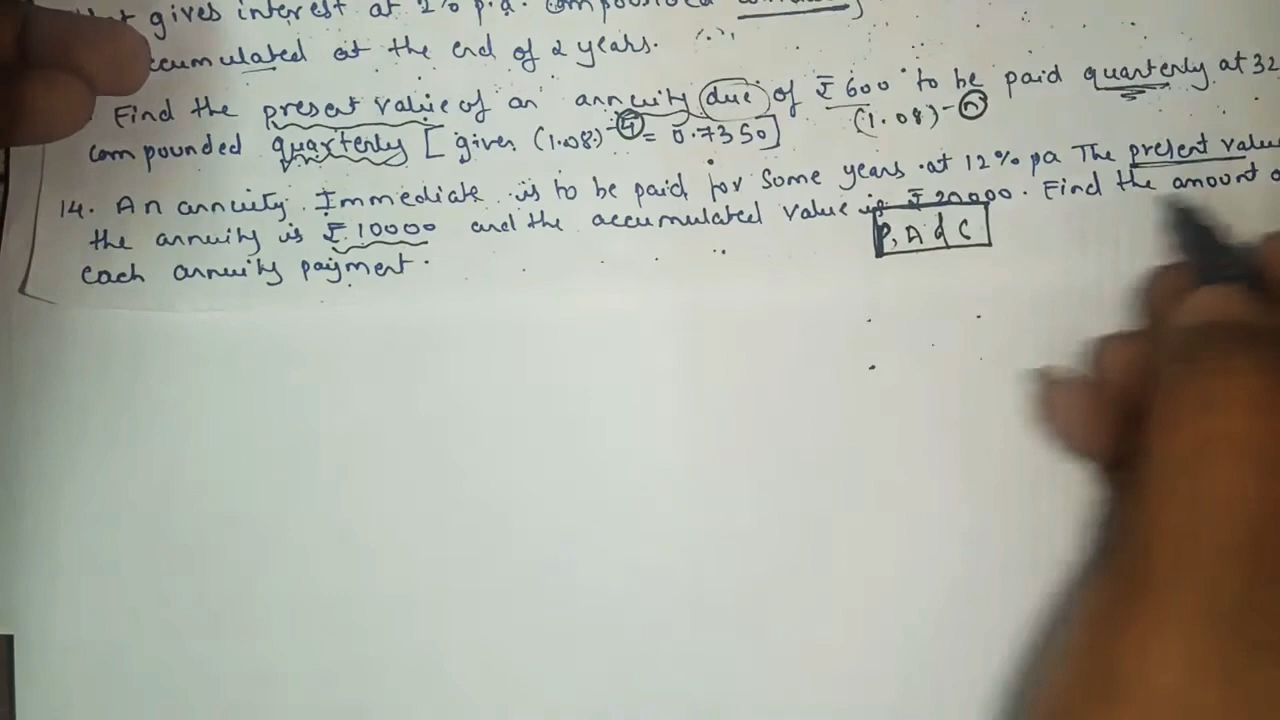 gives interest at 2% p.a. compounded
accumulated at the end of 2 years.
Find the present value of an annuity due of ₹ 600 to be paid quarterly at 32
compounded quarterly [given (1.08)⁻⁴ = 0.7350] (1.08)⁻ⁿ
14. An annuity Immediate is to be paid for some years at 12% pa The present value
the annuity is ₹ 10000 and the accumulated value is ₹ 20000. Find the amount
each annuity payment.
P, A & C